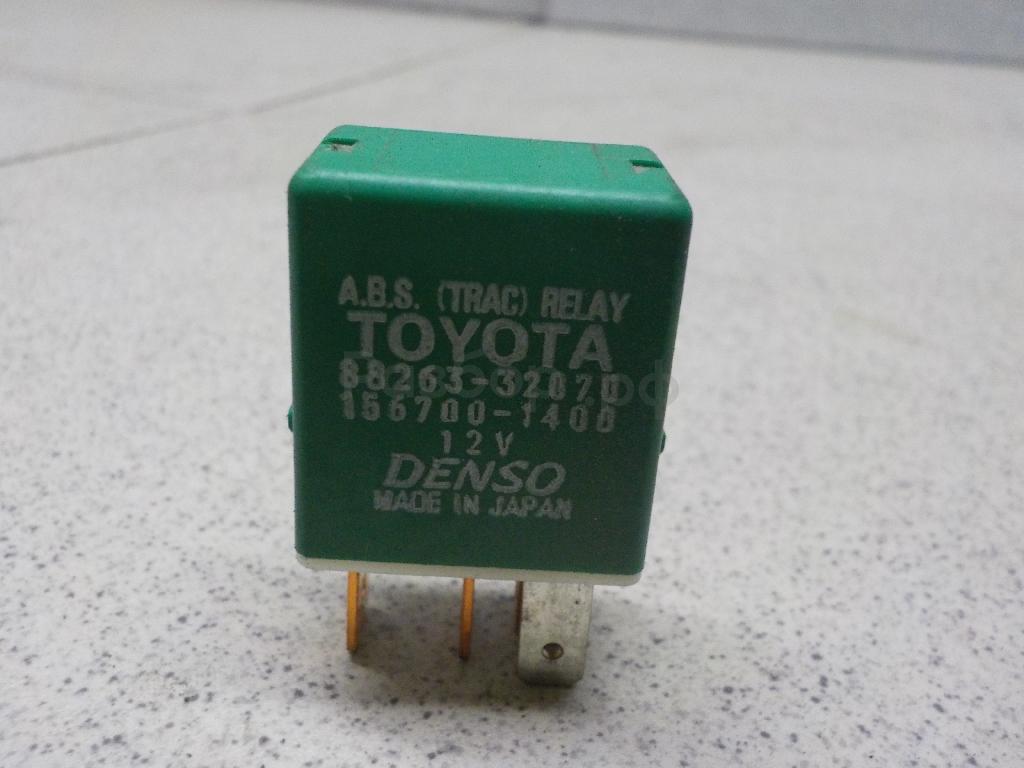 A.B.S. (TRAC) RELAY
TOYOTA
88263-32070
156700-1400
12V
DENSO
MADE IN JAPAN